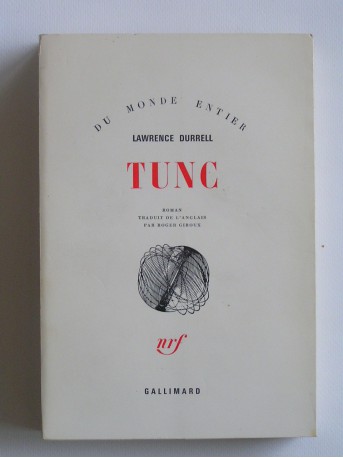 DU MONDE ENTIER
LAWRENCE DURRELL
TUNC
ROMAN
TRADUIT DE L'ANGLAIS
PAR ROGER GIROUX
nrf
GALLIMARD